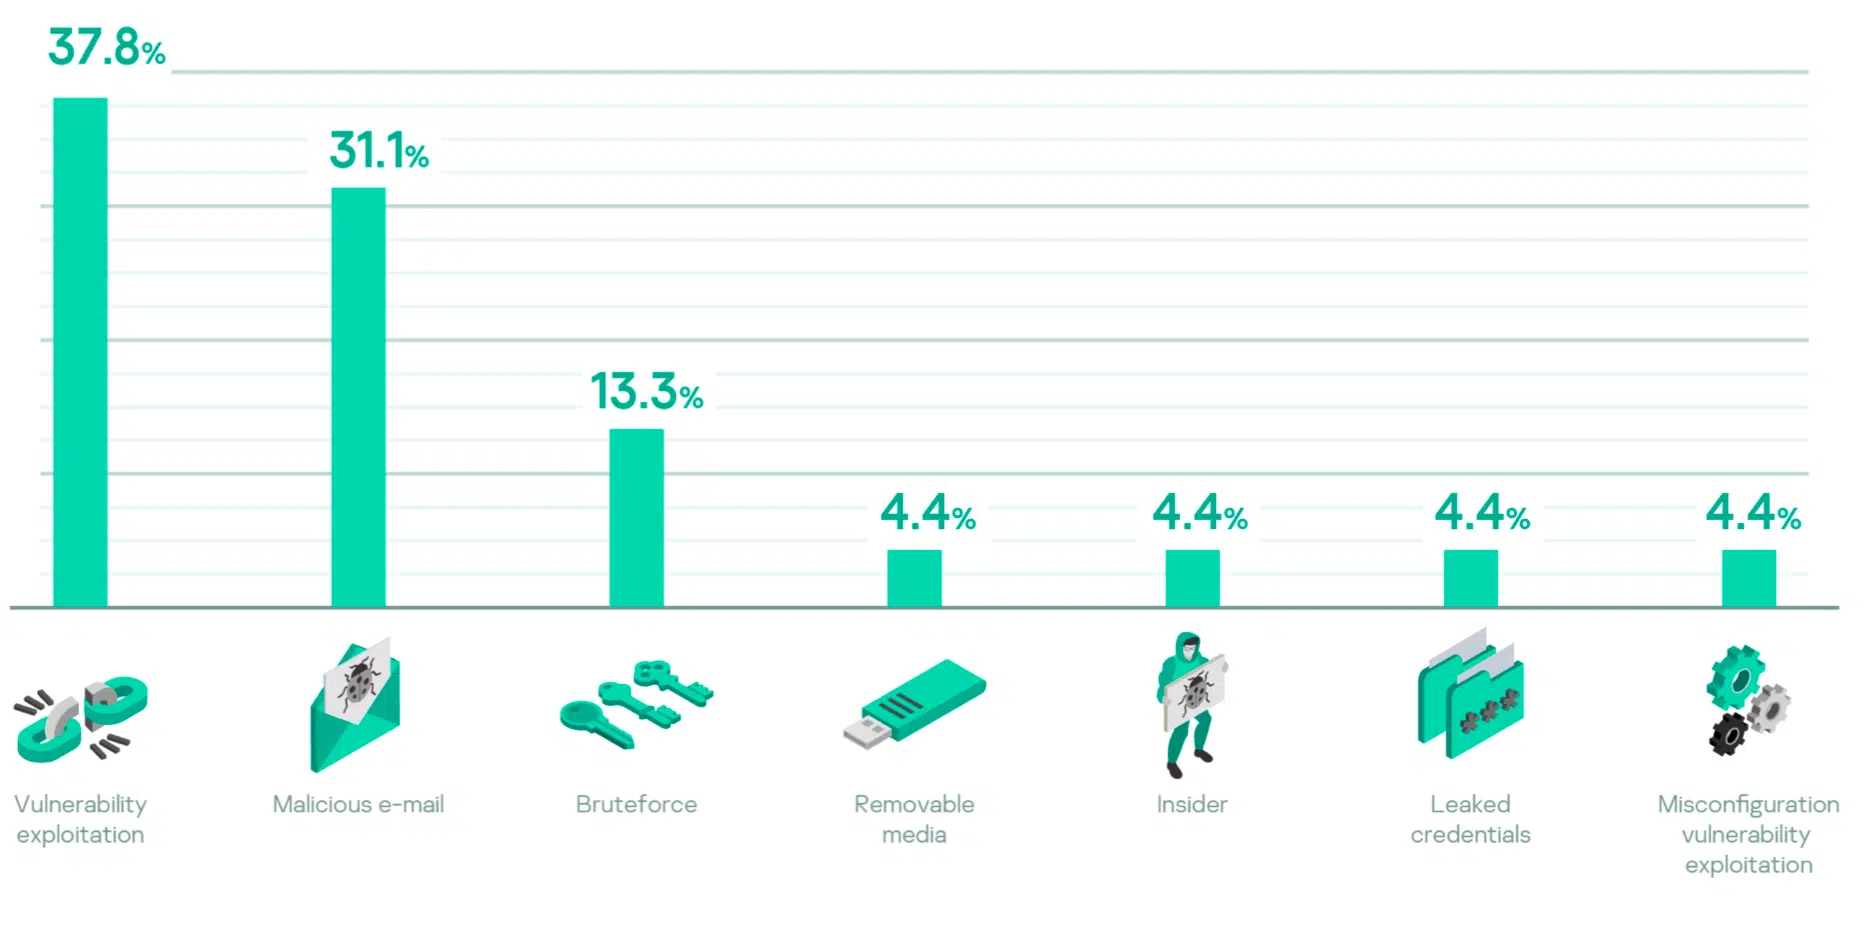 37.8%
31.1%
13.3%
4.4%
4.4%
4.4%
4.4%
Vulnerability
exploitation
Malicious e-mail
Bruteforce
Removable
media
Insider
Leaked
credentials
Misconfiguration
vulnerability
exploitation